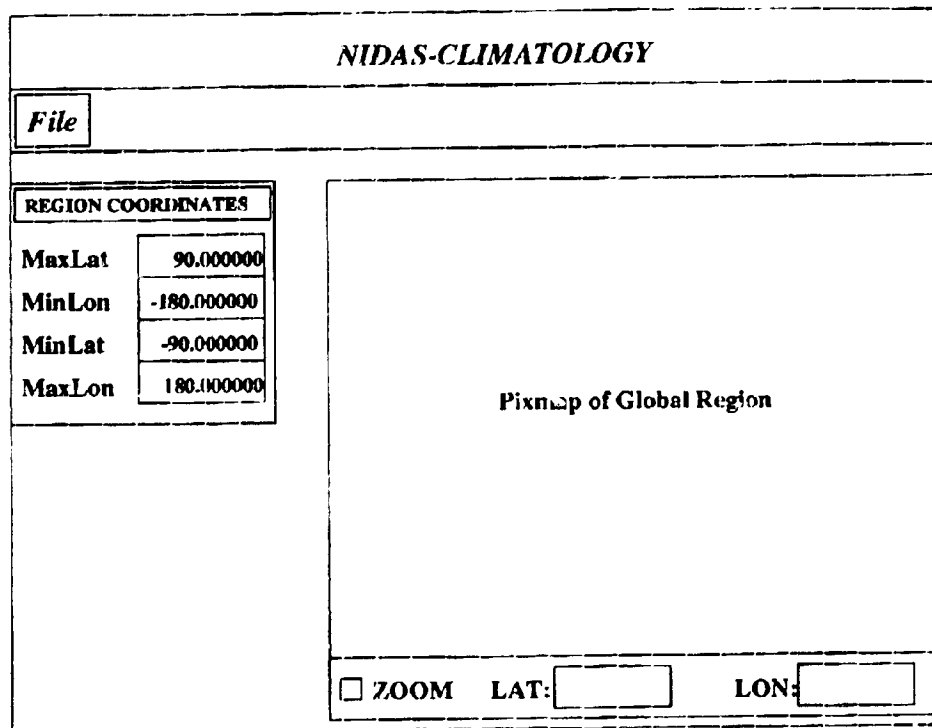 NIDAS-CLIMATOLOGY
File
REGION COORDINATES
MaxLat 90.000000
MinLon -180.000000
MinLat -90.000000
MaxLon 180.000000
Pixmap of Global Region
ZOOM LAT: LON: